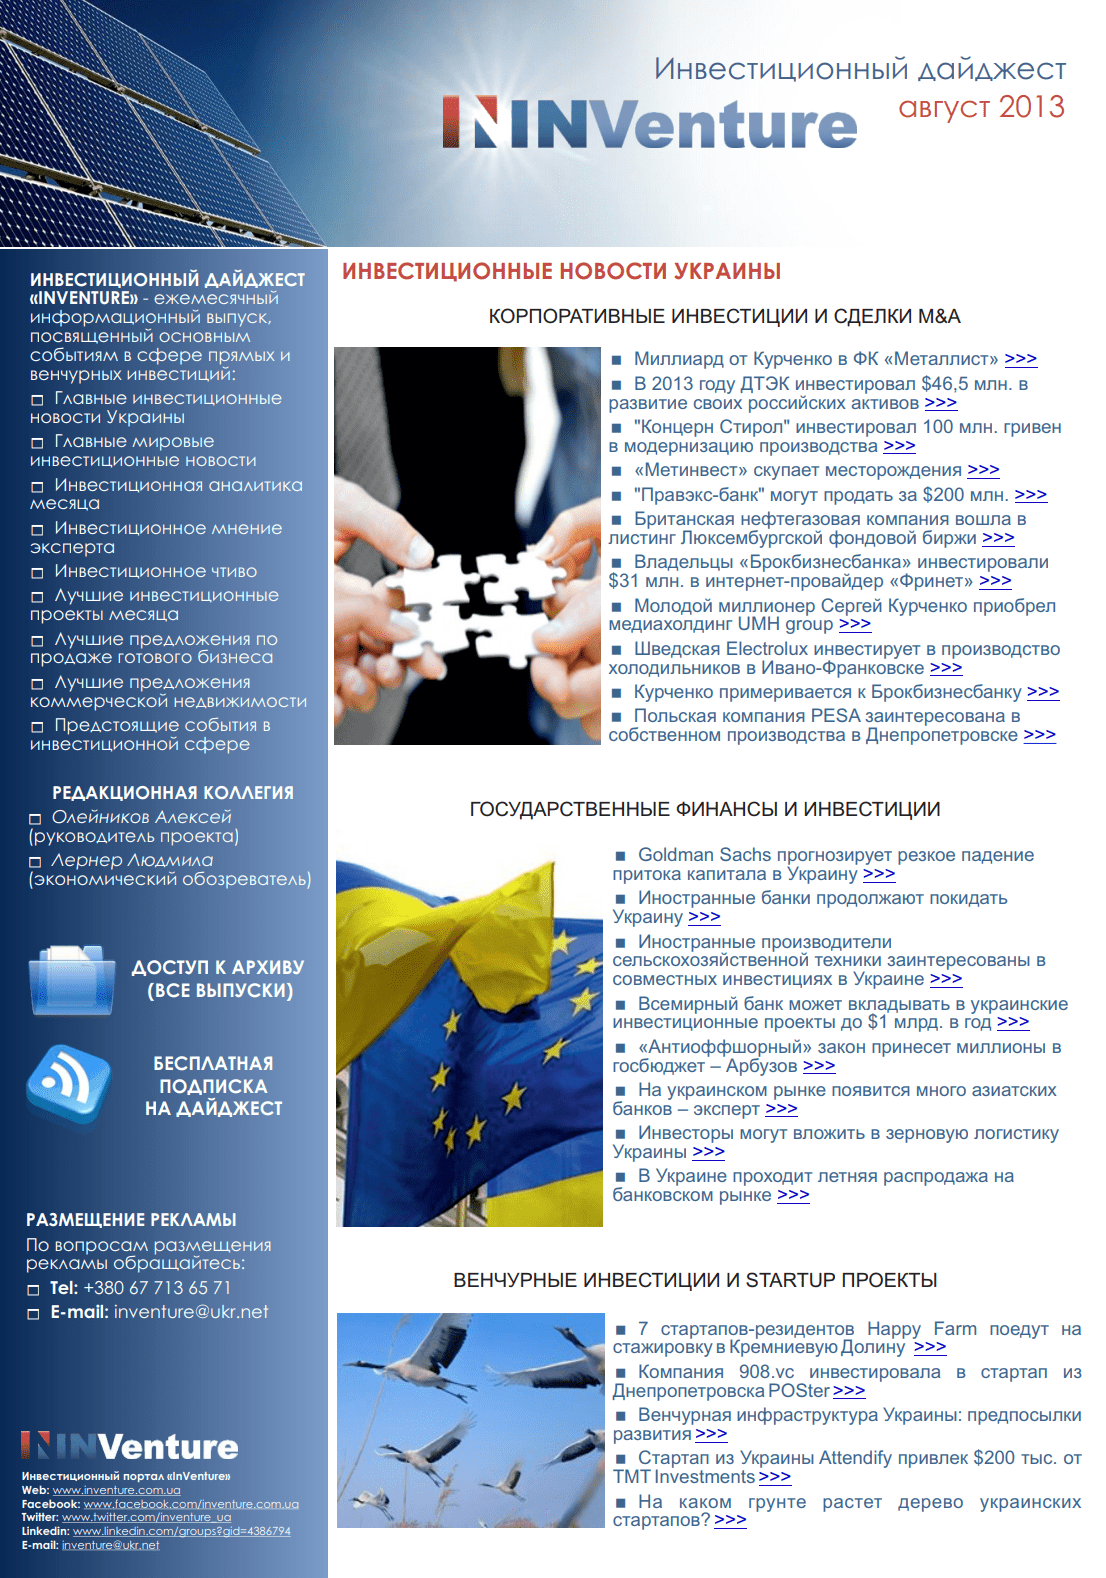 Инвестиционный дайджест
август 2013
INVenture
ИНВЕСТИЦИОННЫЙ ДАЙДЖЕСТ
«INVENTURE» - ежемесячный
информационный выпуск,
посвященный основным
событиям в сфере прямых и
венчурных инвестиций:
Главные инвестиционные
новости Украины
Главные мировые
инвестиционные новости
Инвестиционная аналитика
месяца
Инвестиционное мнение
эксперта
Инвестиционное чтиво
Лучшие инвестиционные
проекты месяца
Лучшие предложения по
продаже готового бизнеса
Лучшие предложения
коммерческой недвижимости
Предстоящие события в
инвестиционной сфере
РЕДАКЦИОННАЯ КОЛЛЕГИЯ
Олейников Алексей
(руководитель проекта)
Лернер Людмила
(экономический обозреватель)
ДОСТУП К АРХИВУ
(ВСЕ ВЫПУСКИ)
БЕСПЛАТНАЯ
ПОДПИСКА
НА ДАЙДЖЕСТ
РАЗМЕЩЕНИЕ РЕКЛАМЫ
По вопросам размещения
рекламы обращайтесь:
Tel: +380 67 713 65 71
E-mail: inventure@ukr.net
INVenture
Инвестиционный портал «InVenture»
Web: www.inventure.com.ua
Facebook: www.facebook.com/inventure.com.ua
Twitter: www.twitter.com/inventure_ua
Linkedin: www.linkedin.com/groups?gid=4386794
E-mail: inventure@ukr.net
ИНВЕСТИЦИОННЫЕ НОВОСТИ УКРАИНЫ
КОРПОРАТИВНЫЕ ИНВЕСТИЦИИ И СДЕЛКИ M&A
Миллиард от Курченко в ФК «Металлист» >>>
В 2013 году ДТЭК инвестировал $46,5 млн. в
развитие своих российских активов >>>
"Концерн Стирол" инвестировал 100 млн. гривен
в модернизацию производства >>>
«Метинвест» скупает месторождения >>>
"Правэкс-банк" могут продать за $200 млн. >>>
Британская нефтегазовая компания вошла в
листинг Люксембургской фондовой биржи >>>
Владельцы «Брокбизнесбанка» инвестировали
$31 млн. в интернет-провайдер «Фринет» >>>
Молодой миллионер Сергей Курченко приобрел
медиахолдинг UMH group >>>
Шведская Electrolux инвестирует в производство
холодильников в Ивано-Франковске >>>
Курченко примеривается к Брокбизнесбанку >>>
Польская компания PESA заинтересована в
собственном производства в Днепропетровске >>>
ГОСУДАРСТВЕННЫЕ ФИНАНСЫ И ИНВЕСТИЦИИ
Goldman Sachs прогнозирует резкое падение
притока капитала в Украину >>>
Иностранные банки продолжают покидать
Украину >>>
Иностранные производители
сельскохозяйственной техники заинтересованы в
совместных инвестициях в Украине >>>
Всемирный банк может вкладывать в украинские
инвестиционные проекты до $1 млрд. в год >>>
«Антиоффшорный» закон принесет миллионы в
госбюджет – Арбузов >>>
На украинском рынке появится много азиатских
банков – эксперт >>>
Инвесторы могут вложить в зерновую логистику
Украины >>>
В Украине проходит летняя распродажа на
банковском рынке >>>
ВЕНЧУРНЫЕ ИНВЕСТИЦИИ И STARTUP ПРОЕКТЫ
7 стартапов-резидентов Happy Farm поедут на
стажировку в Кремниевую Долину >>>
Компания 908.vc инвестировала в стартап из
Днепропетровска POSter >>>
Венчурная инфраструктура Украины: предпосылки
развития >>>
Стартап из Украины Attendify привлек $200 тыс. от
TMT Investments >>>
На каком грунте растет дерево украинских
стартапов? >>>